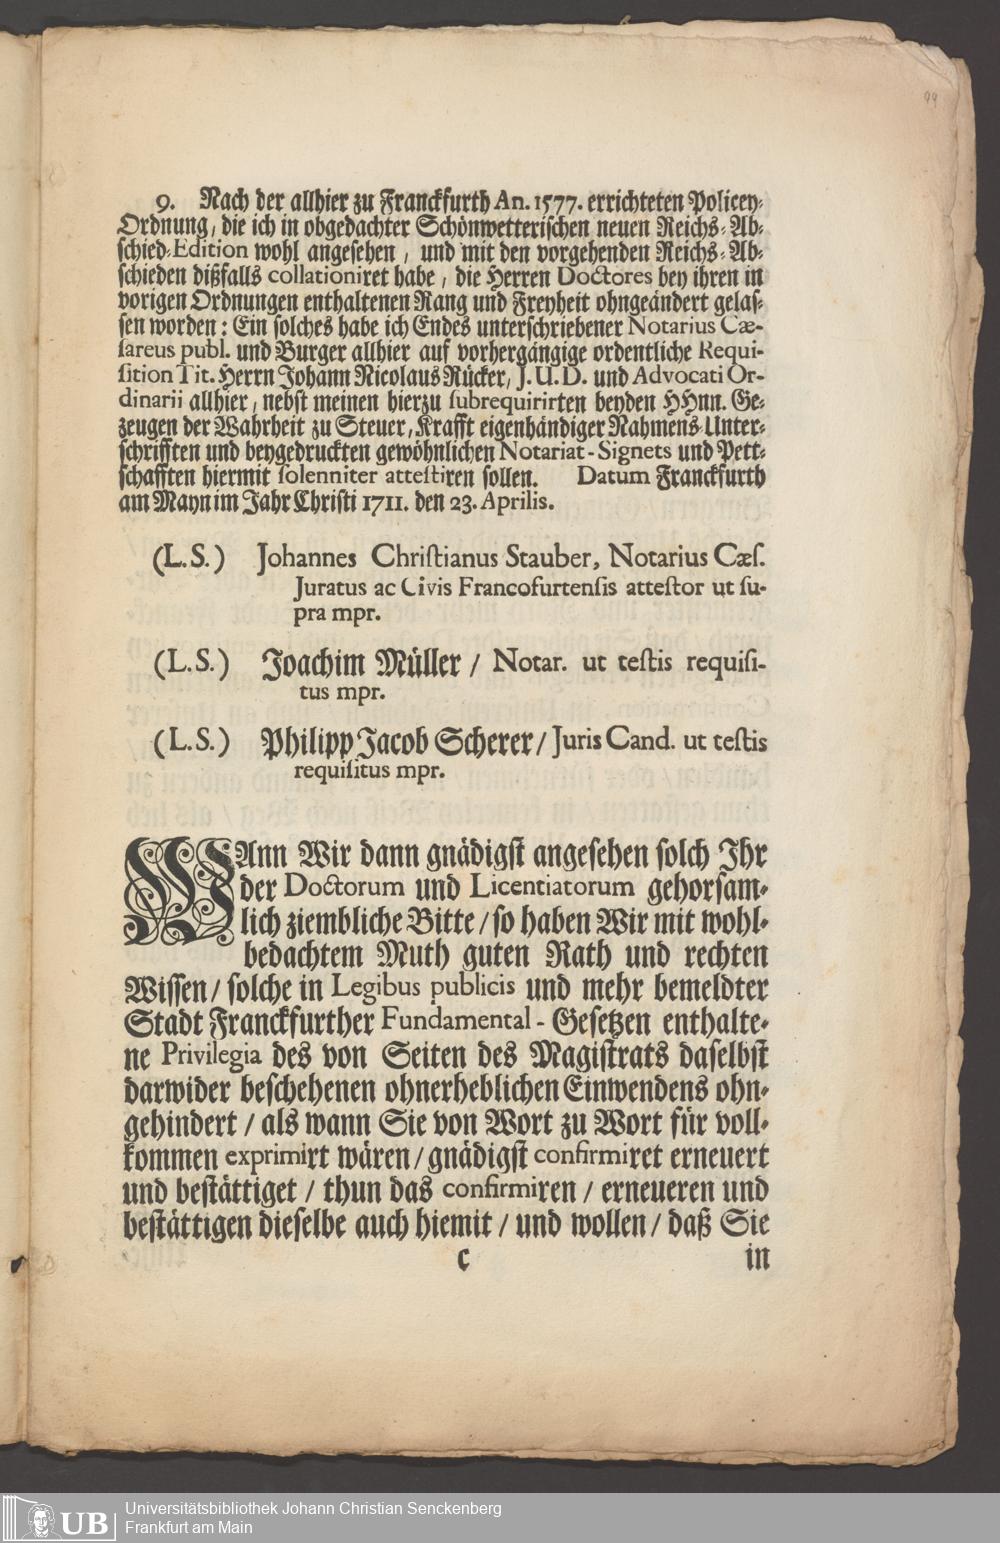 99
9. Nach der allhier zu Franckfurth An. 1577. errichteten Policey-
Ordnung, die ich in obgedachter Schönwetterischen neuen Reichs-Ab-
schied-Edition wohl angesehen, und mit den vorgehenden Reichs-Ab-
schieden dißfalls collationiret habe, die Herren Doctores bey ihren in
vorigen Ordnungen enthaltenen Rang und Freyheit ohngeändert gelas-
sen worden: Ein solches habe ich Endes unterschriebener Notarius Cæ-
sareus publ. und Burger allhier auf vorhergängige ordentliche Requi-
sition Tit. Herrn Johann Nicolaus Rücker, J. U. D. und Advocati Or-
dinarii allhier, nebst meinen hierzu subrequirirten beyden HHnn. Ge-
zeugen der Wahrheit zu Steuer, Krafft eigenhändiger Nahmens-Unter-
schrifften und beygedruckten gewöhnlichen Notariat-Signets und Pett-
schafften hiermit solenniter attestiren sollen. Datum Franckfurth
am Mayn im Jahr Christi 1711. den 23. Aprilis.
(L. S.) Johannes Christianus Stauber, Notarius Cæs.
Juratus ac Civis Francofurtensis attestor ut su-
pra mpr.
(L. S.) Joachim Müller / Notar. ut testis requisi-
tus mpr.
(L. S.) Philipp Jacob Scherer / Juris Cand. ut testis
requisitus mpr.
WAnn Wir dann gnädigst angesehen solch Ihr
der Doctorum und Licentiatorum gehorsam-
lich ziembliche Bitte / so haben Wir mit wohl-
bedachtem Muth guten Rath und rechten
Wissen / solche in Legibus publicis und mehr bemeldter
Stadt Franckfurther Fundamental-Gesetzen enthalte-
ne Privilegia des von Seiten des Magistrats daselbst
darwider beschehenen ohnerheblichen Einwendens ohn-
gehindert / als wann Sie von Wort zu Wort für voll-
kommen exprimirt wären / gnädigst confirmiret erneuert
und bestättiget / thun das confirmiren / erneueren und
bestättigen dieselbe auch hiemit / und wollen / daß Sie
c in
UB Universitätsbibliothek Johann Christian Senckenberg
Frankfurt am Main